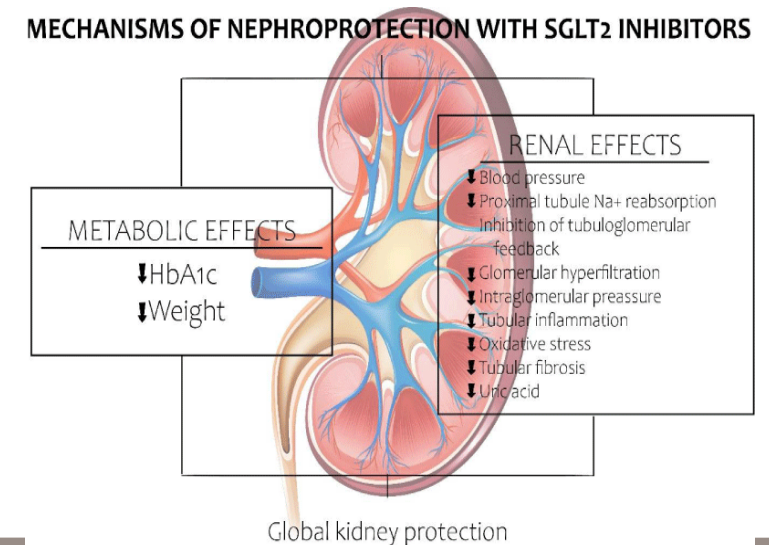 MECHANISMS OF NEPHROPROTECTION WITH SGLT2 INHIBITORS
METABOLIC EFFECTS
⬇HbA1c
⬇Weight
RENAL EFFECTS
⬇Blood pressure
⬇Proximal tubule Na+ reabsorption
Inhibition of tubuloglomerular
feedback
⬇Glomerular hyperfiltration
⬇Intraglomerular preassure
⬇Tubular inflammation
⬇Oxidative stress
⬇Tubular fibrosis
⬇Uric acid
Global kidney protection